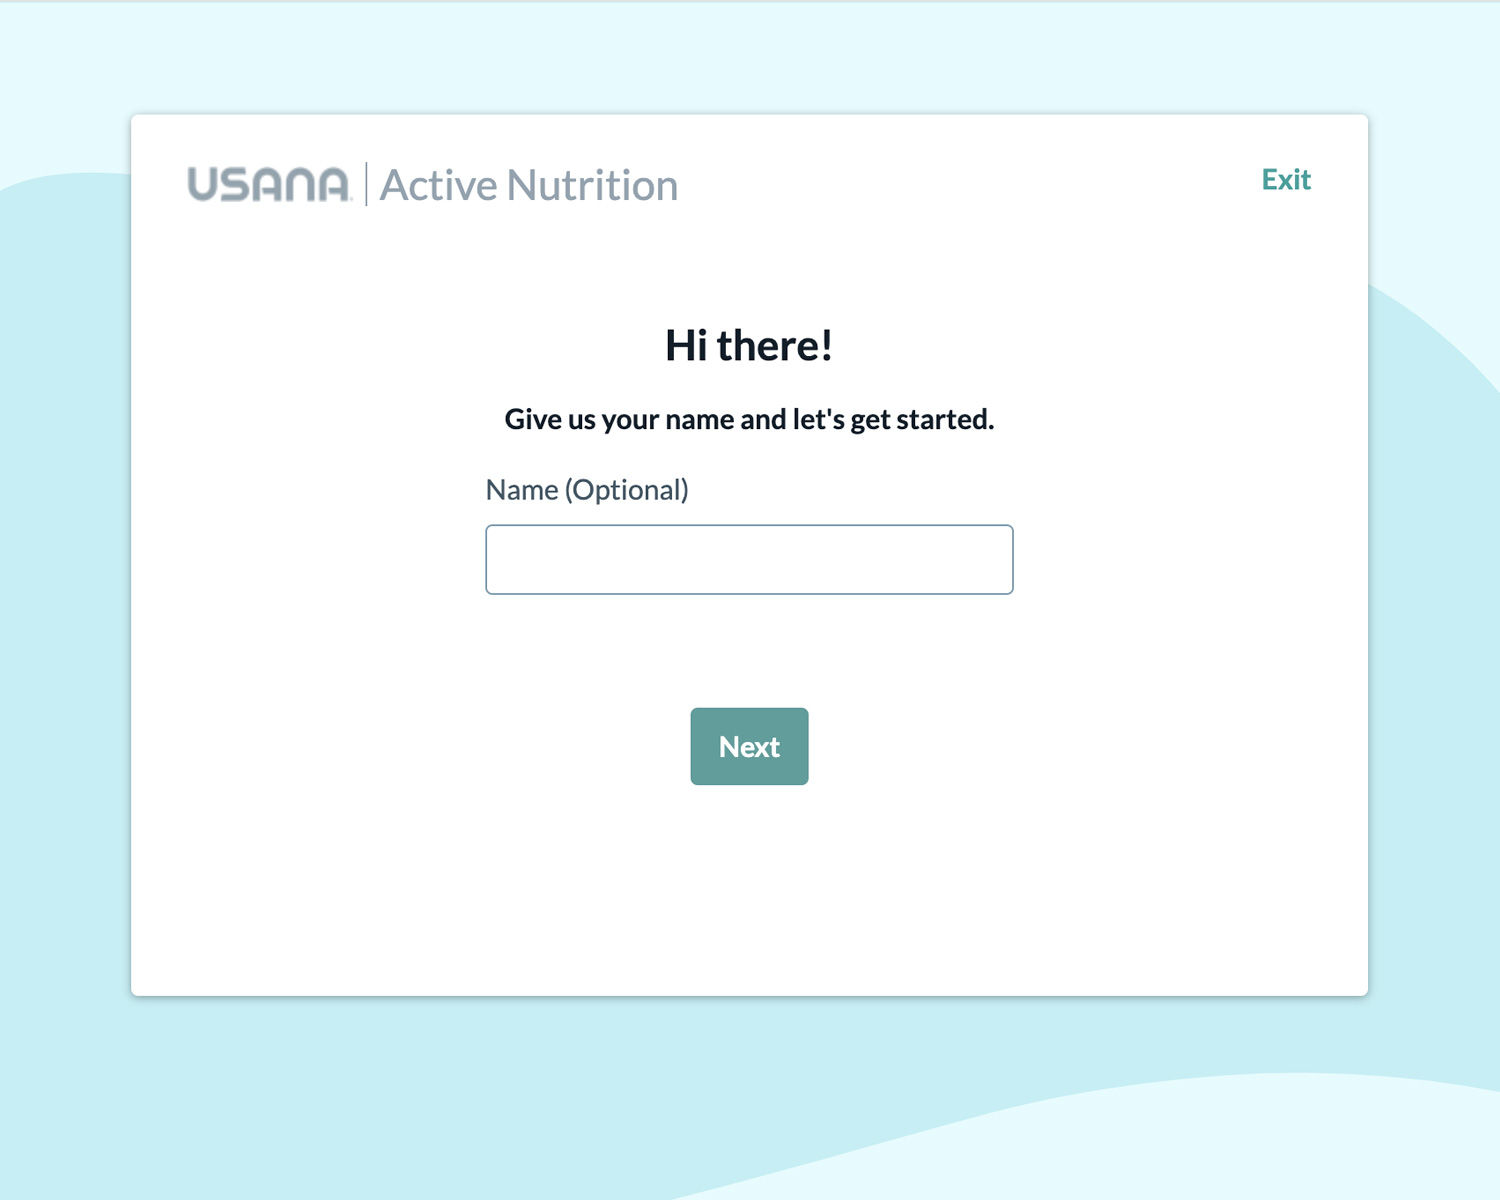 USANA | Active Nutrition
Exit
Hi there!
Give us your name and let's get started.
Name (Optional)
Next